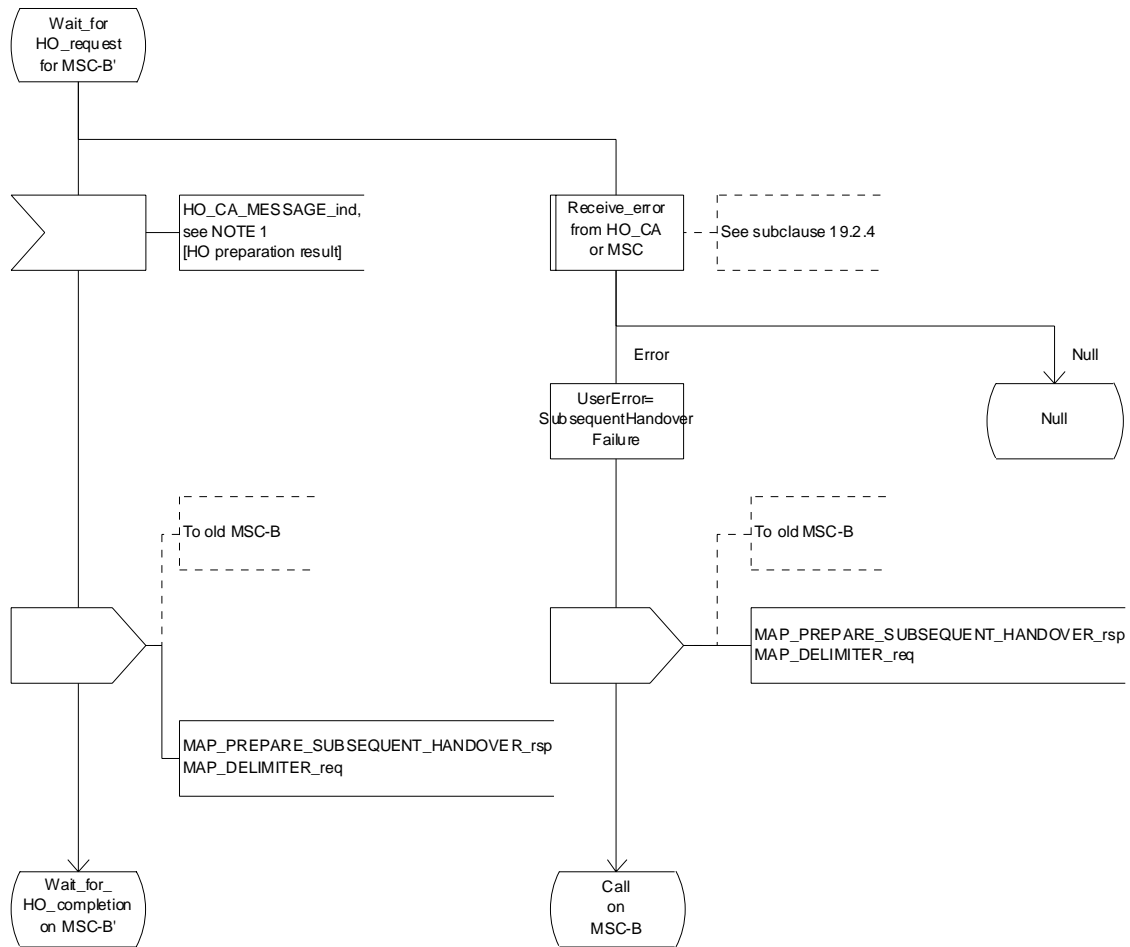 Wait_for
HO_request
for MSC-B'
HO_CA_MESSAGE_ind,
see NOTE 1
[HO preparation result]
Receive_error
from HO_CA
or MSC
See subclause 19.2.4
Error
Null
UserError=
SubsequentHandover
Failure
Null
To old MSC-B
To old MSC-B
MAP_PREPARE_SUBSEQUENT_HANDOVER_rsp
MAP_DELIMITER_req
MAP_PREPARE_SUBSEQUENT_HANDOVER_rsp
MAP_DELIMITER_req
Wait_for_
HO_completion
on MSC-B'
Call
on
MSC-B